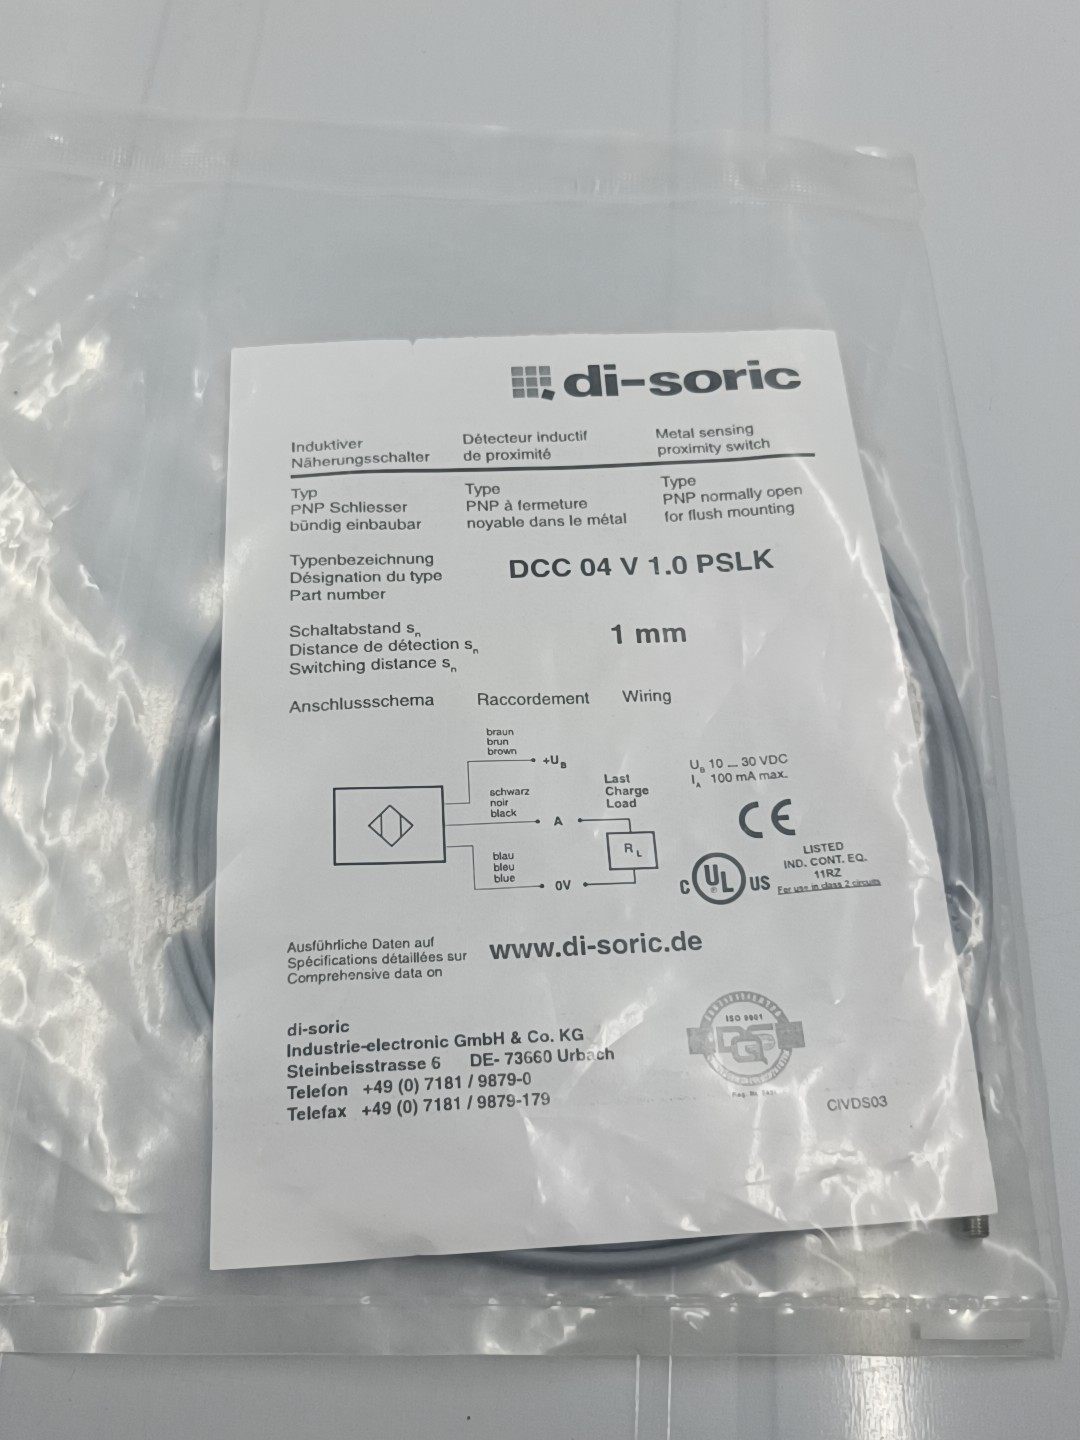 di-soric
Induktiver
Näherungsschalter
Détecteur inductif
de proximité
Metal sensing
proximity switch
Typ
PNP Schliesser
bündig einbaubar
Type
PNP à fermeture
noyable dans le métal
Type
PNP normally open
for flush mounting
Typenbezeichnung
Désignation du type
Part number
DCC 04 V 1.0 PSLK
Schaltabstand sn
Distance de détection sn
Switching distance sn
1 mm
Anschlussschema Raccordement Wiring
braun
brun
brown
+UB
schwarz
noir
black
A
blau
bleu
blue
0V
Last
Charge
Load
RL
UB 10 ... 30 VDC
IA 100 mA max.
CE
C UL US
LISTED
IND. CONT. EQ.
11RZ
For use in class 2 circuits
Ausführliche Daten auf
Spécifications détaillées sur
Comprehensive data on
www.di-soric.de
di-soric
Industrie-electronic GmbH & Co. KG
Steinbeisstrasse 6 DE- 73660 Urbach
Telefon +49 (0) 7181 / 9879-0
Telefax +49 (0) 7181 / 9879-179
ISO 9001
DQS
CIVDS03